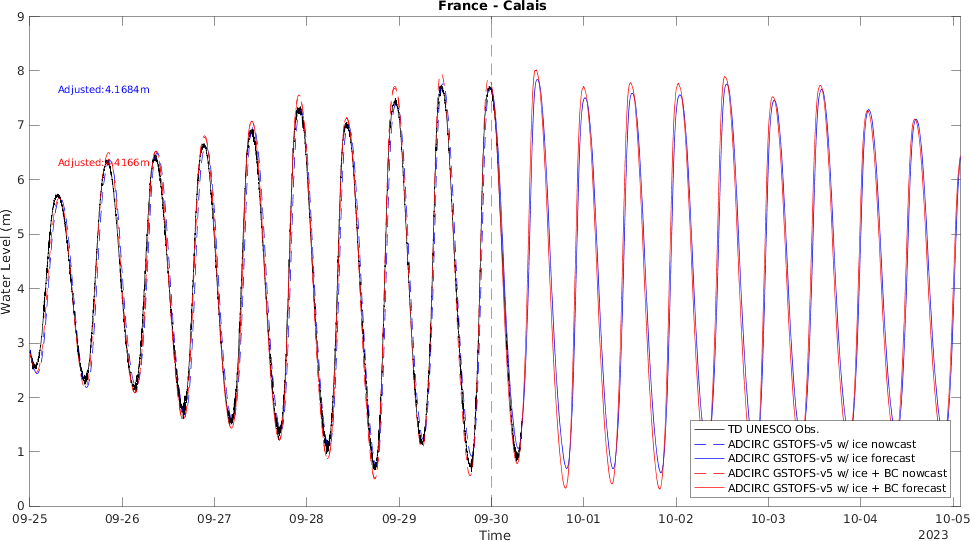 France - Calais
9
8
7
6
5
4
3
2
1
0
Water Level (m)
Adjusted:4.1684m
Adjusted:4.4166m
TD UNESCO Obs.
ADCIRC GSTOFS-v5 w/ ice nowcast
ADCIRC GSTOFS-v5 w/ ice forecast
ADCIRC GSTOFS-v5 w/ ice + BC nowcast
ADCIRC GSTOFS-v5 w/ ice + BC forecast
09-25 09-26 09-27 09-28 09-29 09-30 10-01 10-02 10-03 10-04 10-05
Time
2023